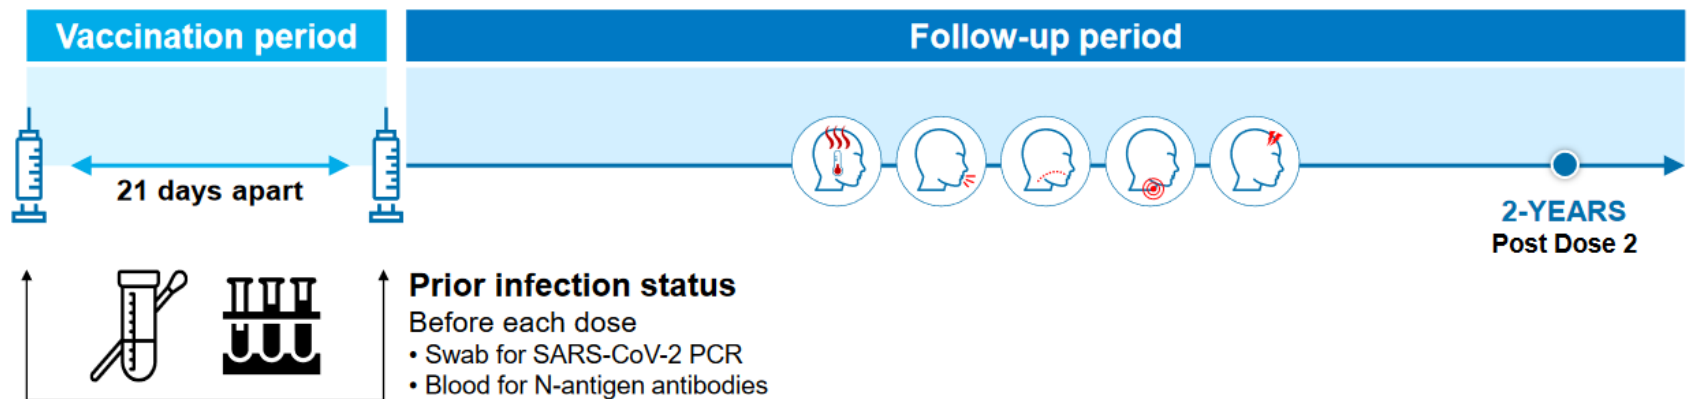 Vaccination period
Follow-up period
21 days apart
2-YEARS
Post Dose 2
Prior infection status
Before each dose
• Swab for SARS-CoV-2 PCR
• Blood for N-antigen antibodies